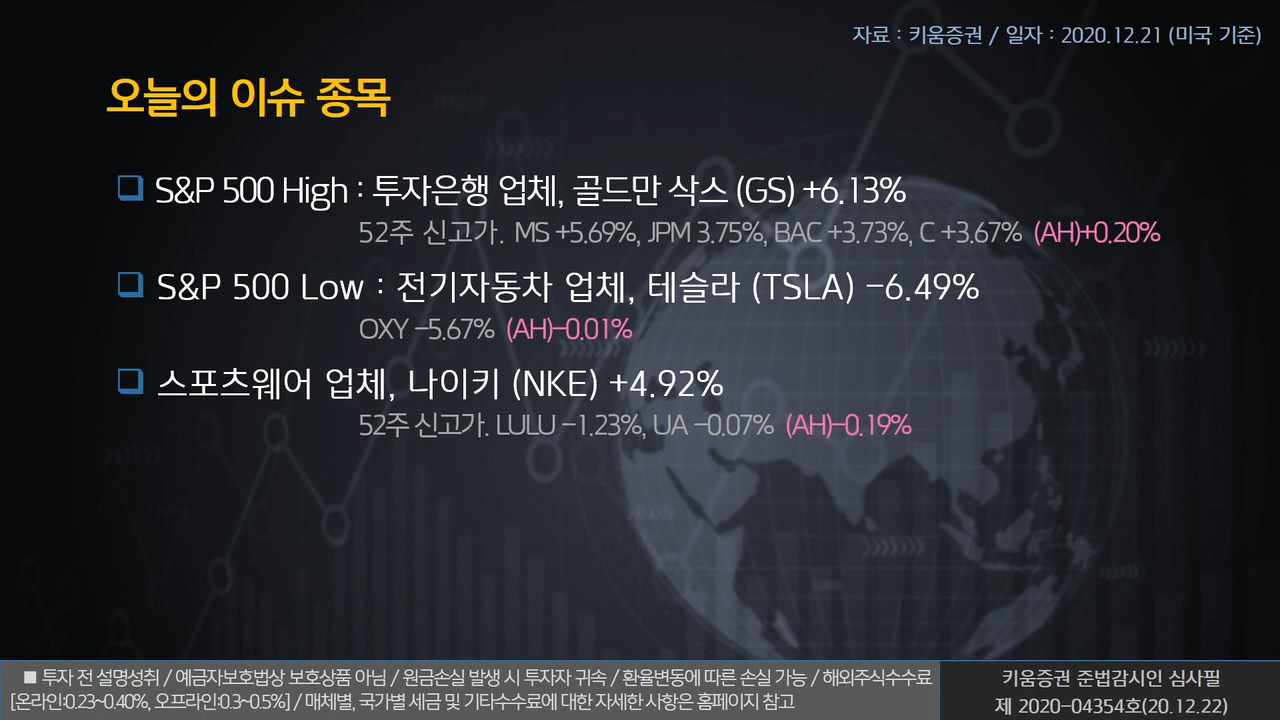 자료 : 키움증권 / 일자 : 2020.12.21 (미국 기준)
오늘의 이슈 종목
S&P 500 High : 투자은행 업체, 골드만 삭스 (GS) +6.13%
52주 신고가. MS +5.69%, JPM 3.75%, BAC +3.73%, C +3.67% (AH)+0.20%
S&P 500 Low : 전기자동차 업체, 테슬라 (TSLA) -6.49%
OXY -5.67% (AH)-0.01%
스포츠웨어 업체, 나이키 (NKE) +4.92%
52주 신고가. LULU -1.23%, UA -0.07% (AH)-0.19%
■ 투자 전 설명성취 / 예금자보호법상 보호상품 아님 / 원금손실 발생 시 투자자 귀속 / 환율변동에 따른 손실 가능 / 해외주식수수료
[온라인:0.23~0.40%, 오프라인:0.3~0.5%] / 매체별, 국가별 세금 및 기타수수료에 대한 자세한 사항은 홈페이지 참고
키움증권 준법감시인 심사필
제 2020-04354호(20.12.22)